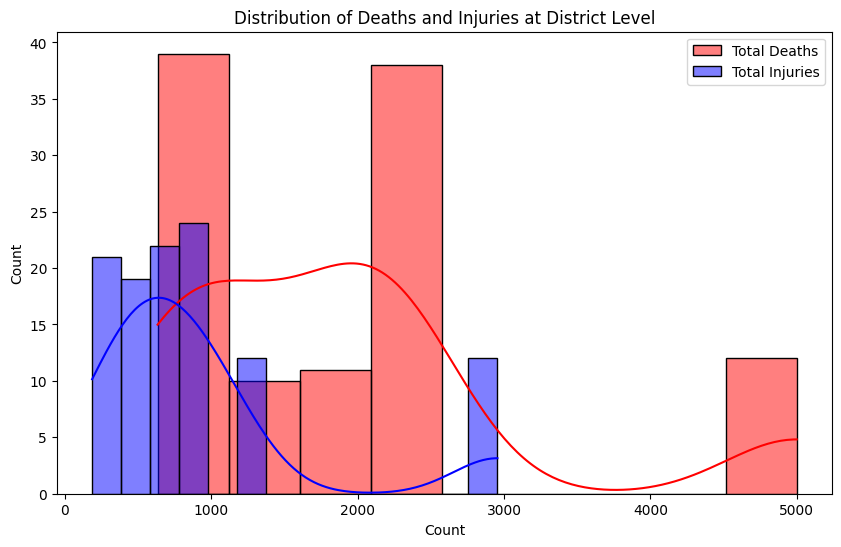 Distribution of Deaths and Injuries at District Level
Total Deaths
Total Injuries
Count
40
35
30
25
20
15
10
5
0
0 1000 2000 3000 4000 5000
Count